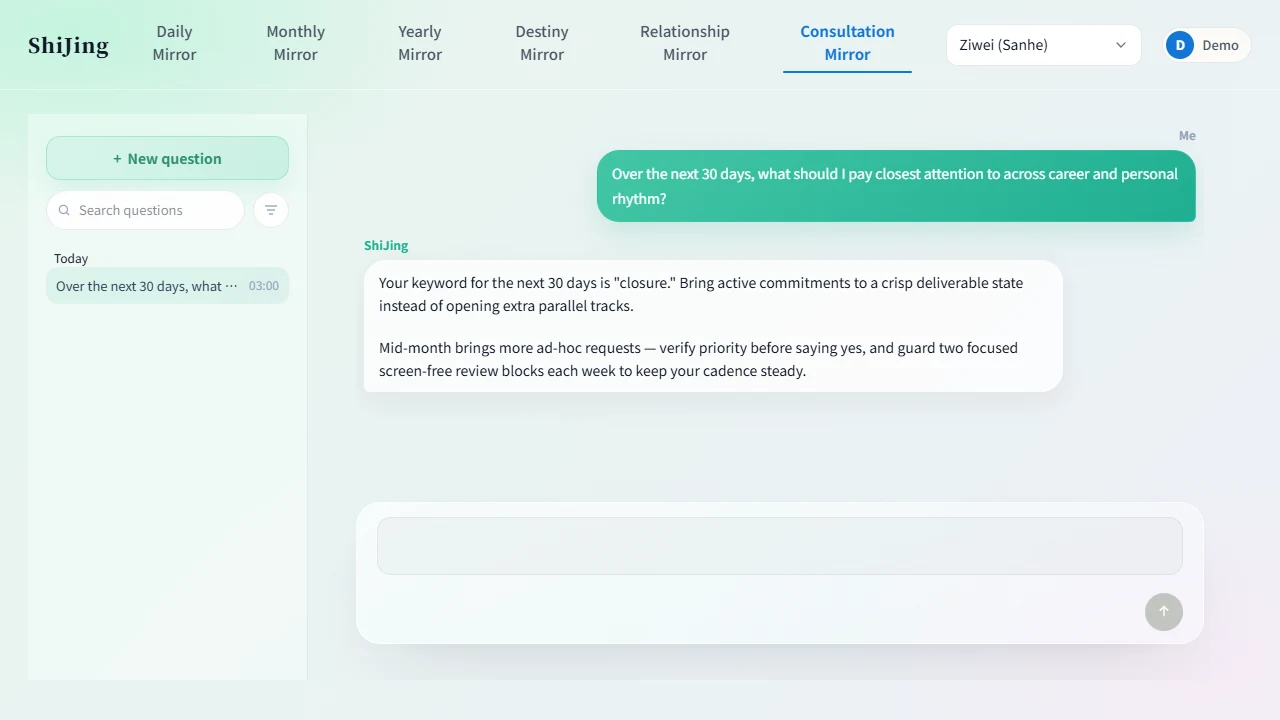 ShiJing
Daily
Mirror
Monthly
Mirror
Yearly
Mirror
Destiny
Mirror
Relationship
Mirror
Consultation
Mirror
Ziwei (Sanhe)
D
Demo
+ New question
Search questions
Today
Over the next 30 days, what ··· 03:00
Me
Over the next 30 days, what should I pay closest attention to across career and personal
rhythm?
ShiJing
Your keyword for the next 30 days is "closure." Bring active commitments to a crisp deliverable state
instead of opening extra parallel tracks.
Mid-month brings more ad-hoc requests — verify priority before saying yes, and guard two focused
screen-free review blocks each week to keep your cadence steady.